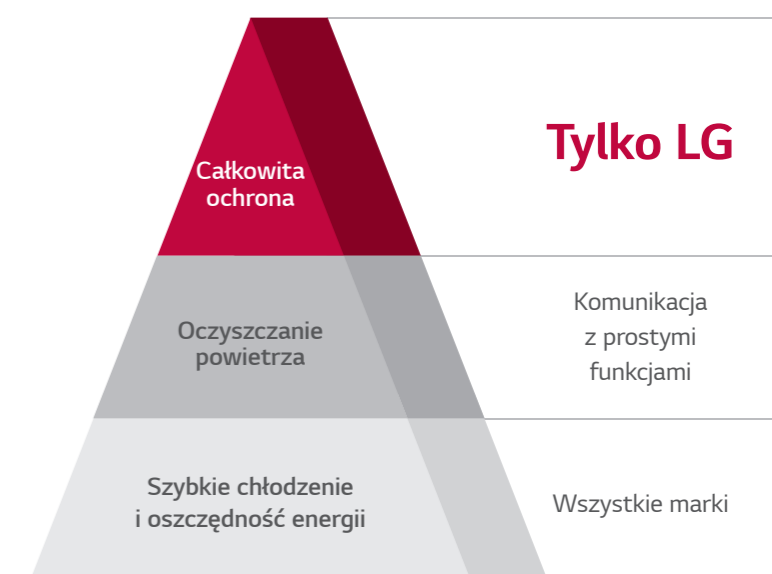 Całkowita
ochrona
Tylko LG
Oczyszczanie
powietrza
Komunikacja
z prostymi
funkcjami
Szybkie chłodzenie
i oszczędność energii
Wszystkie marki